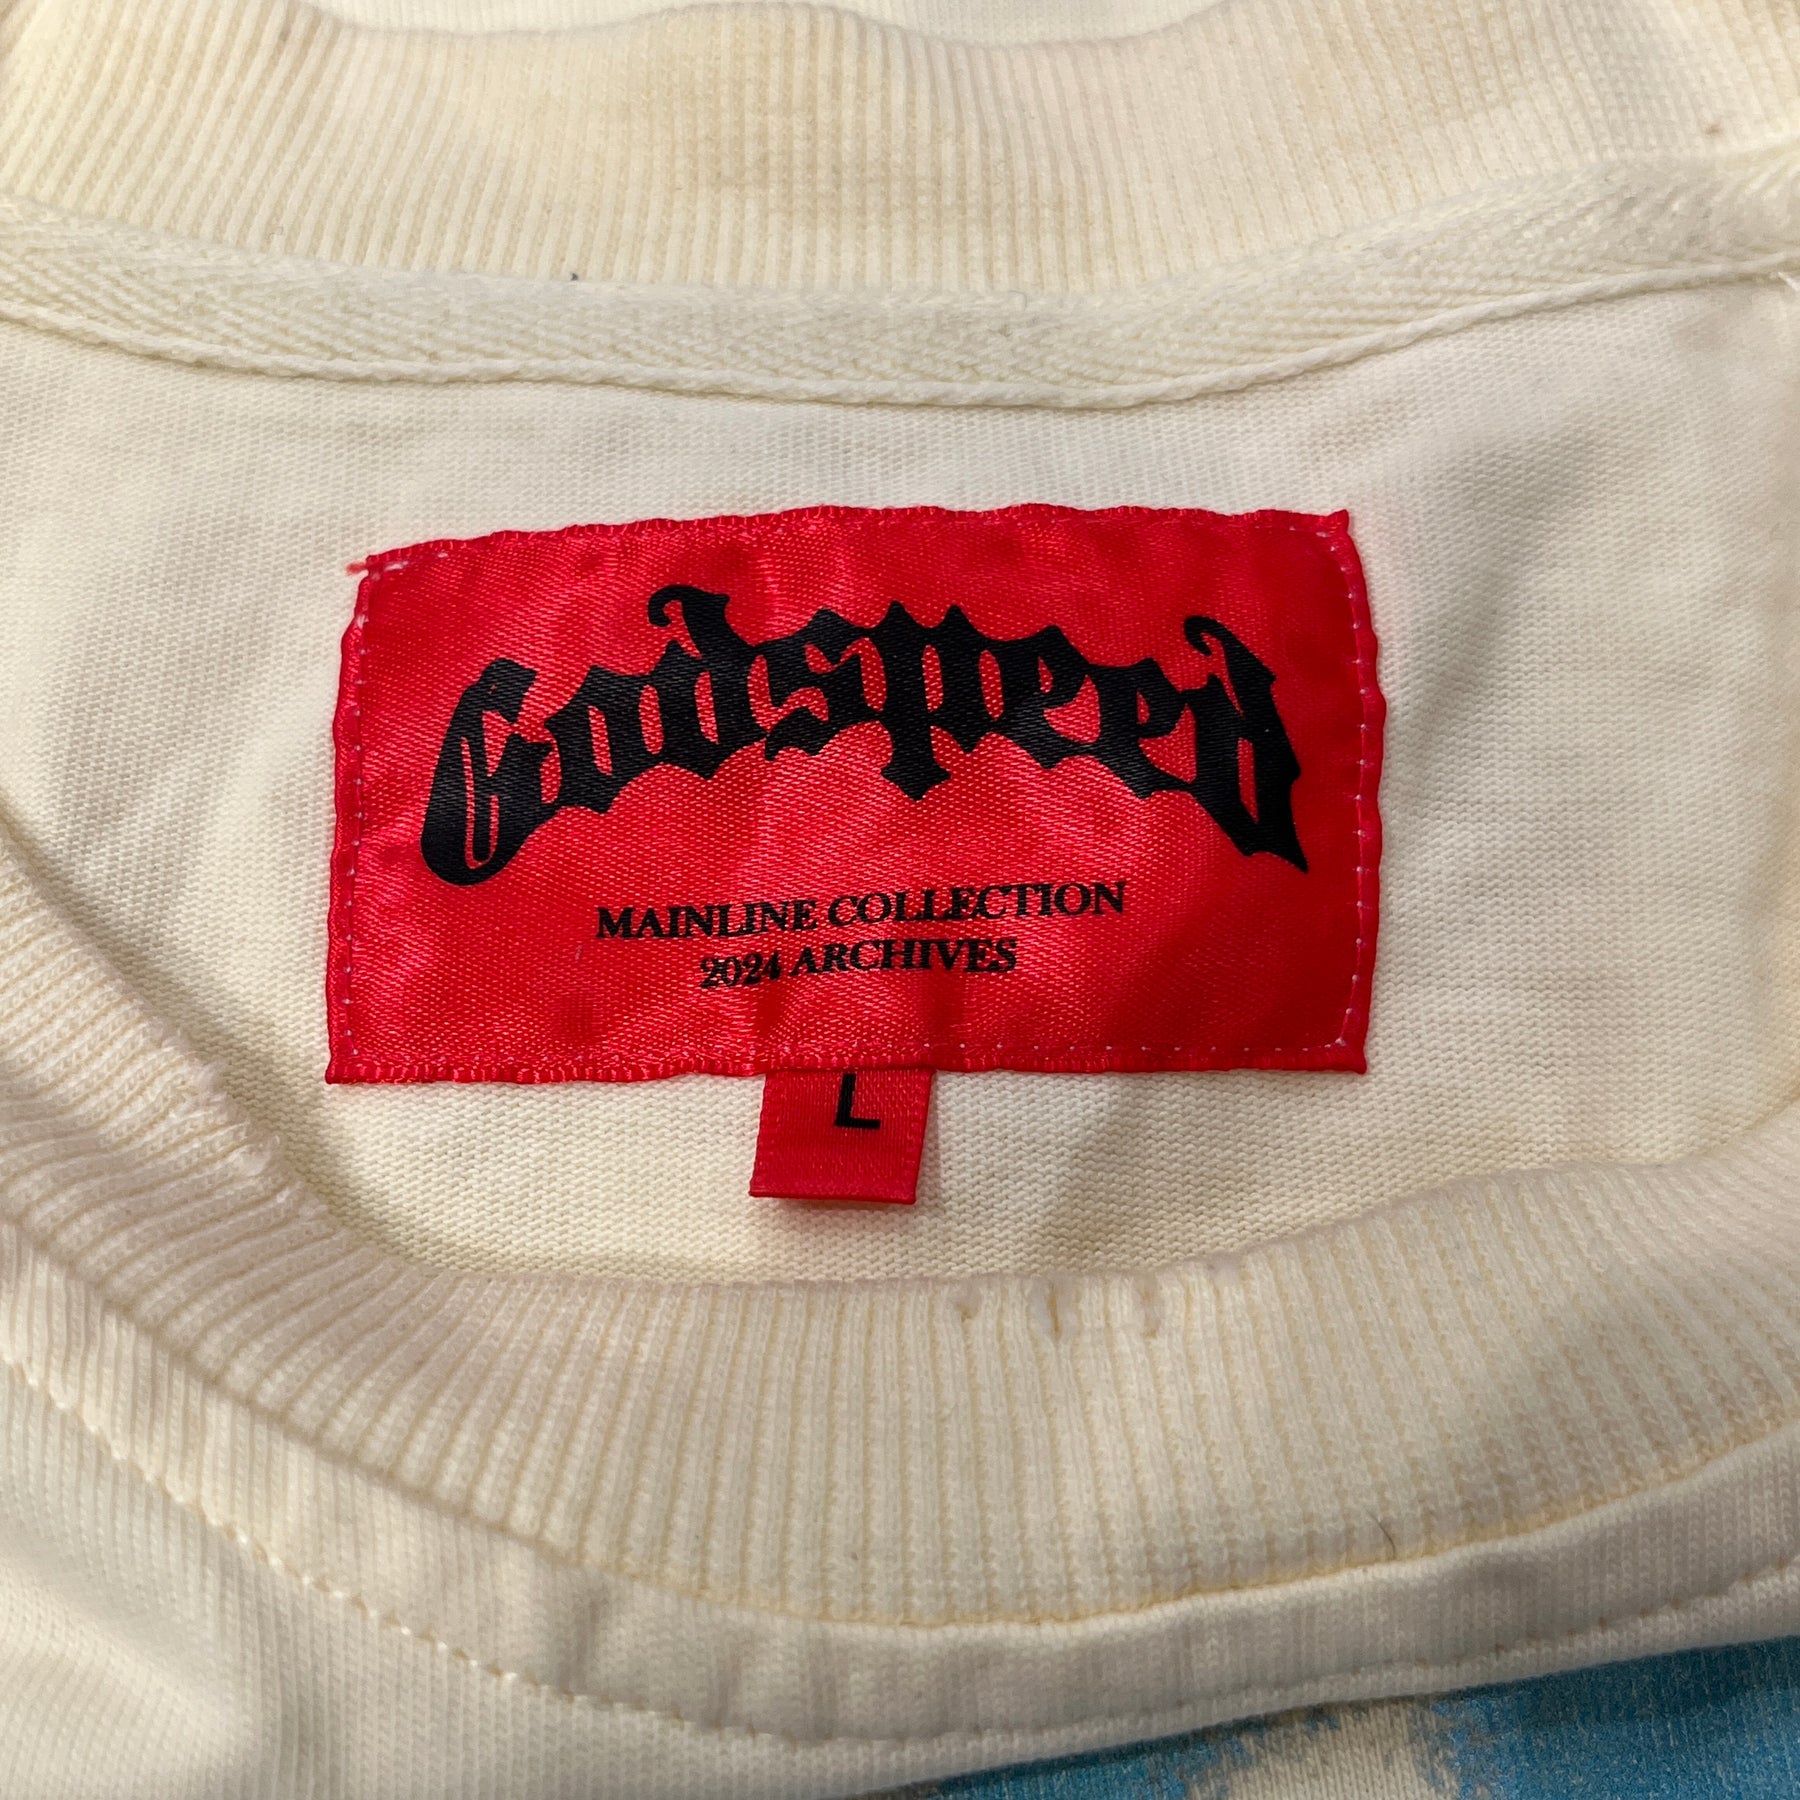 Godspeed
MAINLINE COLLECTION
2024 ARCHIVES
L